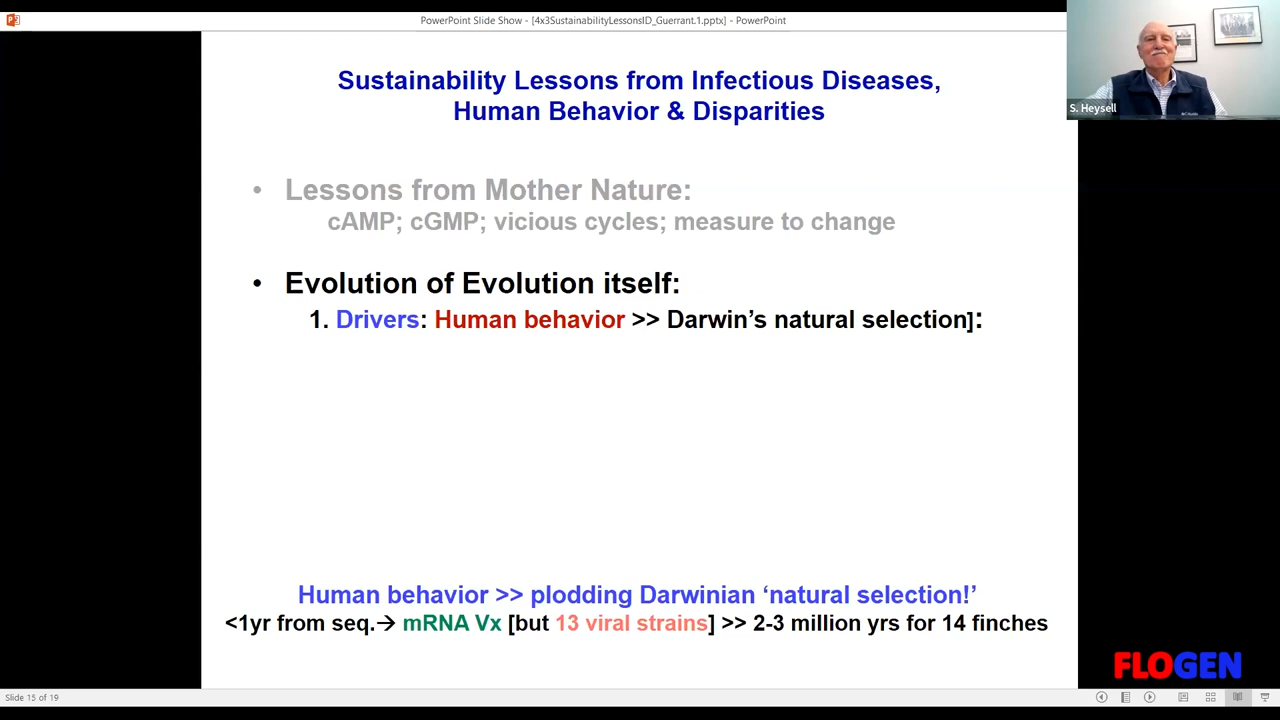 PowerPoint Slide Show - [4x3SustainabilityLessonsID_Guerrant.1.pptx] - PowerPoint
S. Heysell
Sustainability Lessons from Infectious Diseases,
Human Behavior & Disparities
• Lessons from Mother Nature:
cAMP; cGMP; vicious cycles; measure to change
• Evolution of Evolution itself:
1. Drivers: Human behavior >> Darwin’s natural selection]:
Human behavior >> plodding Darwinian ‘natural selection!’
<1yr from seq.→ mRNA Vx [but 13 viral strains] >> 2-3 million yrs for 14 finches
FLOGEN
Slide 15 of 19